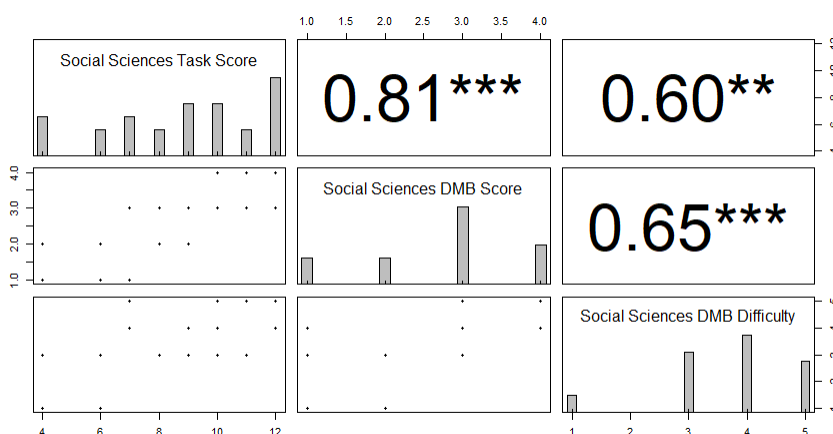 1.0 1.5 2.0 2.5 3.0 3.5 4.0
Social Sciences Task Score
0.81***
0.60**
1.0 2.0 3.0 4.0
Social Sciences DMB Score
0.65***
Social Sciences DMB Difficulty
4 6 8 10 12
1 2 3 4 5